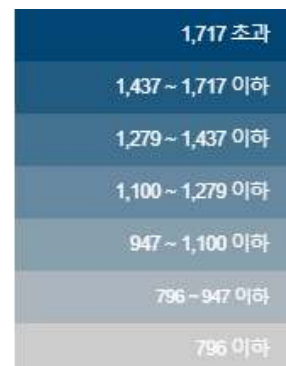 1,717 초과
1,437 ~ 1,717 이하
1,279 ~ 1,437 이하
1,100 ~ 1,279 이하
947 ~ 1,100 이하
796 ~ 947 이하
796 이하